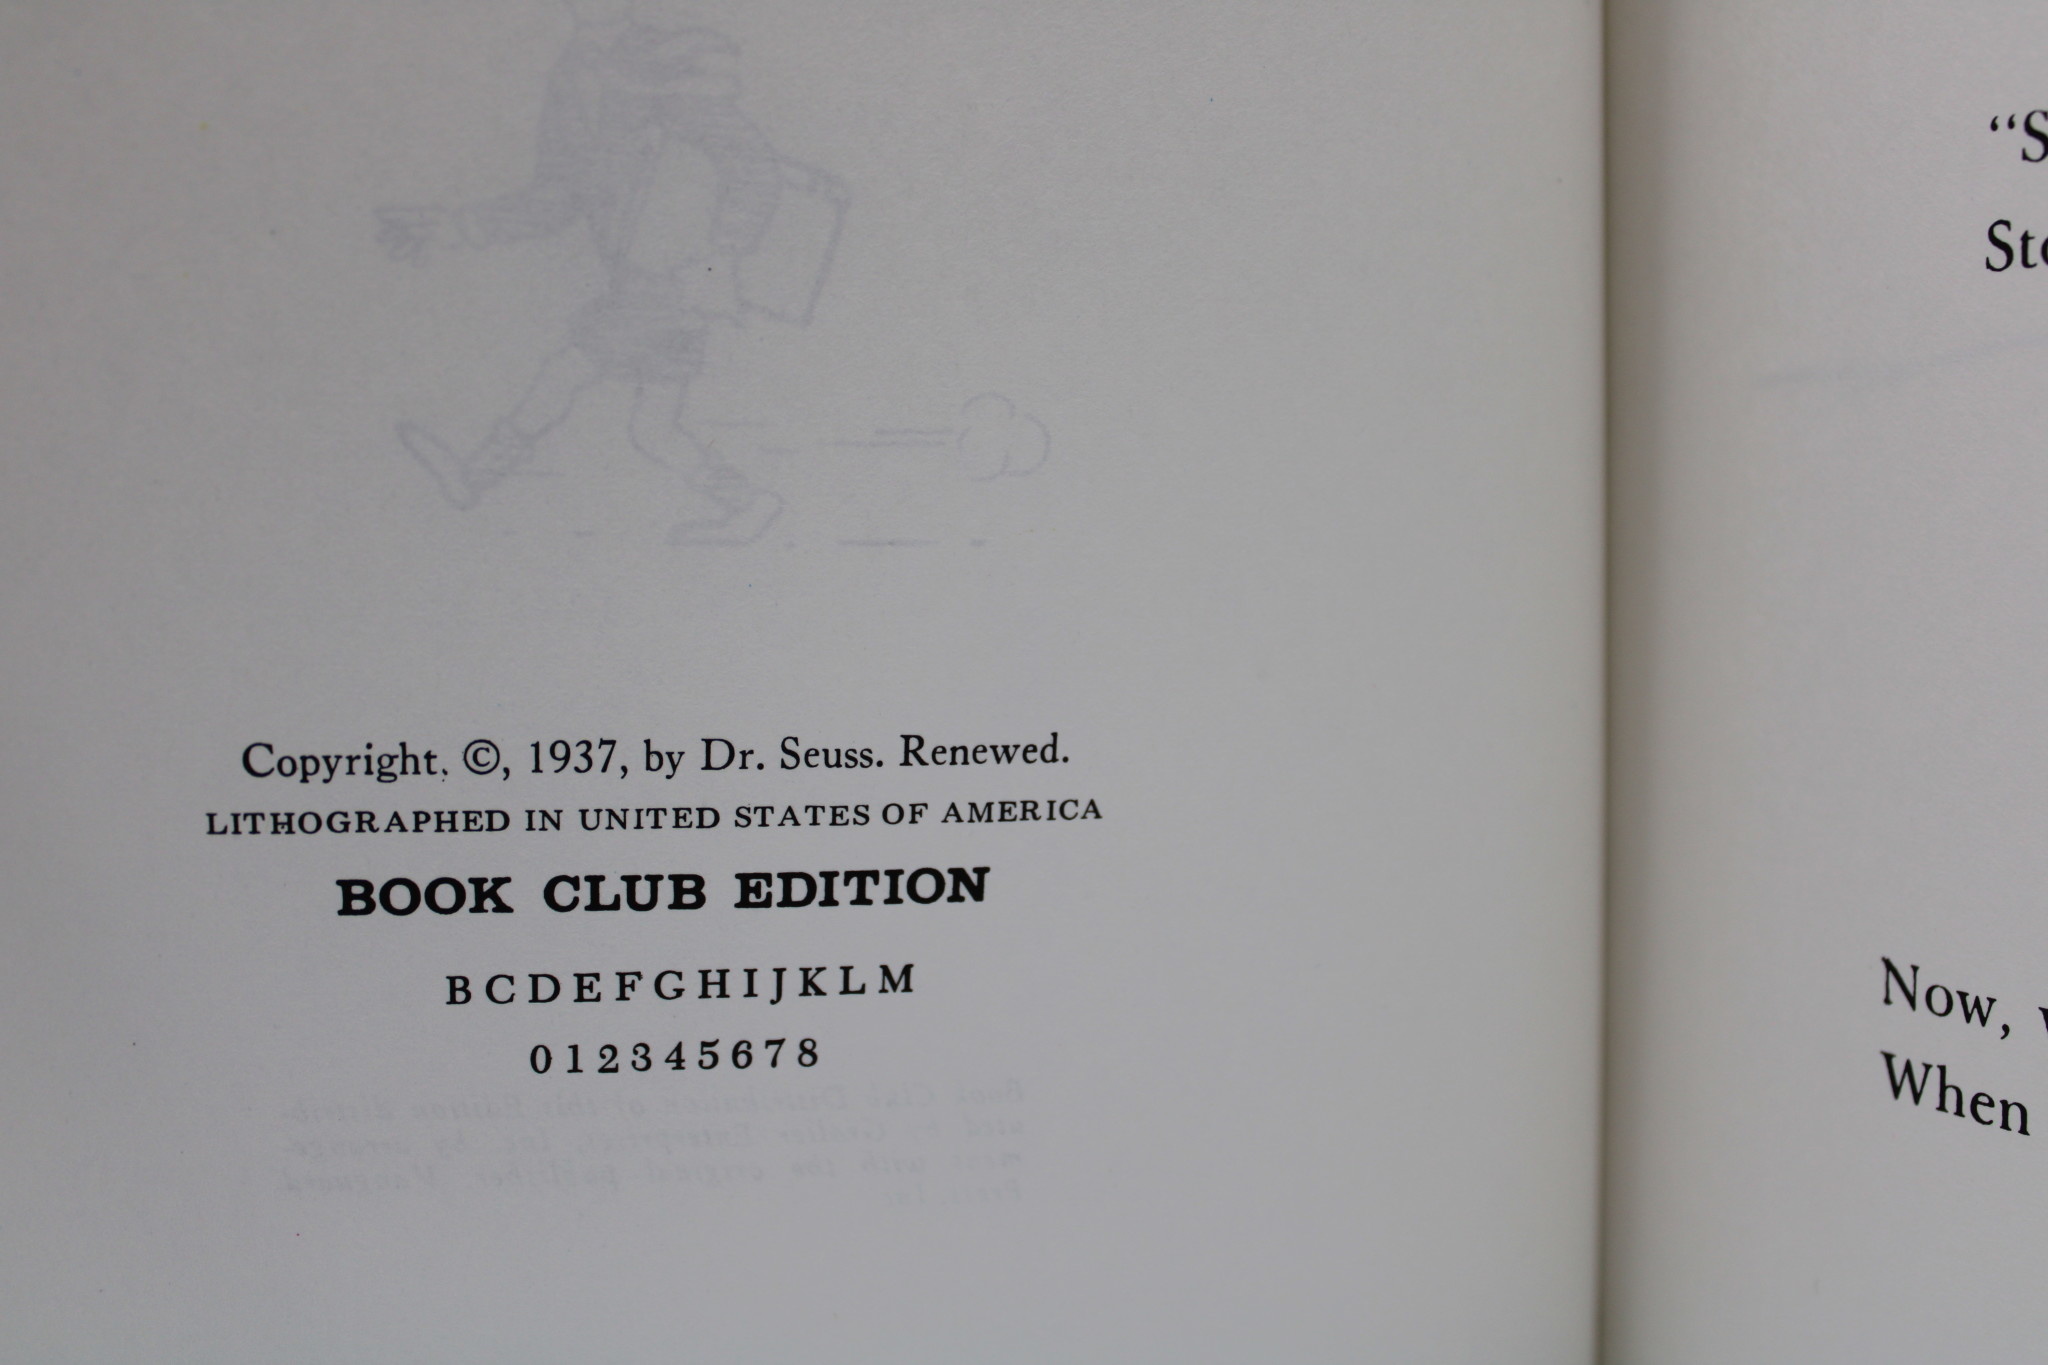 Copyright, ©, 1937, by Dr. Seuss. Renewed.
LITHOGRAPHED IN UNITED STATES OF AMERICA
BOOK CLUB EDITION
B C D E F G H I J K L M
0 1 2 3 4 5 6 7 8
Now,
When